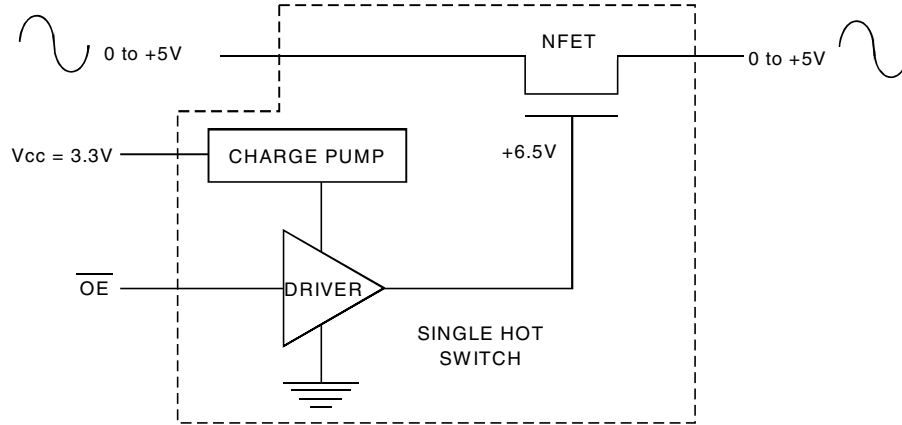 NFET
0 to +5V
0 to +5V
Vcc = 3.3V
CHARGE PUMP
+6.5V
OE
DRIVER
SINGLE HOT
SWITCH